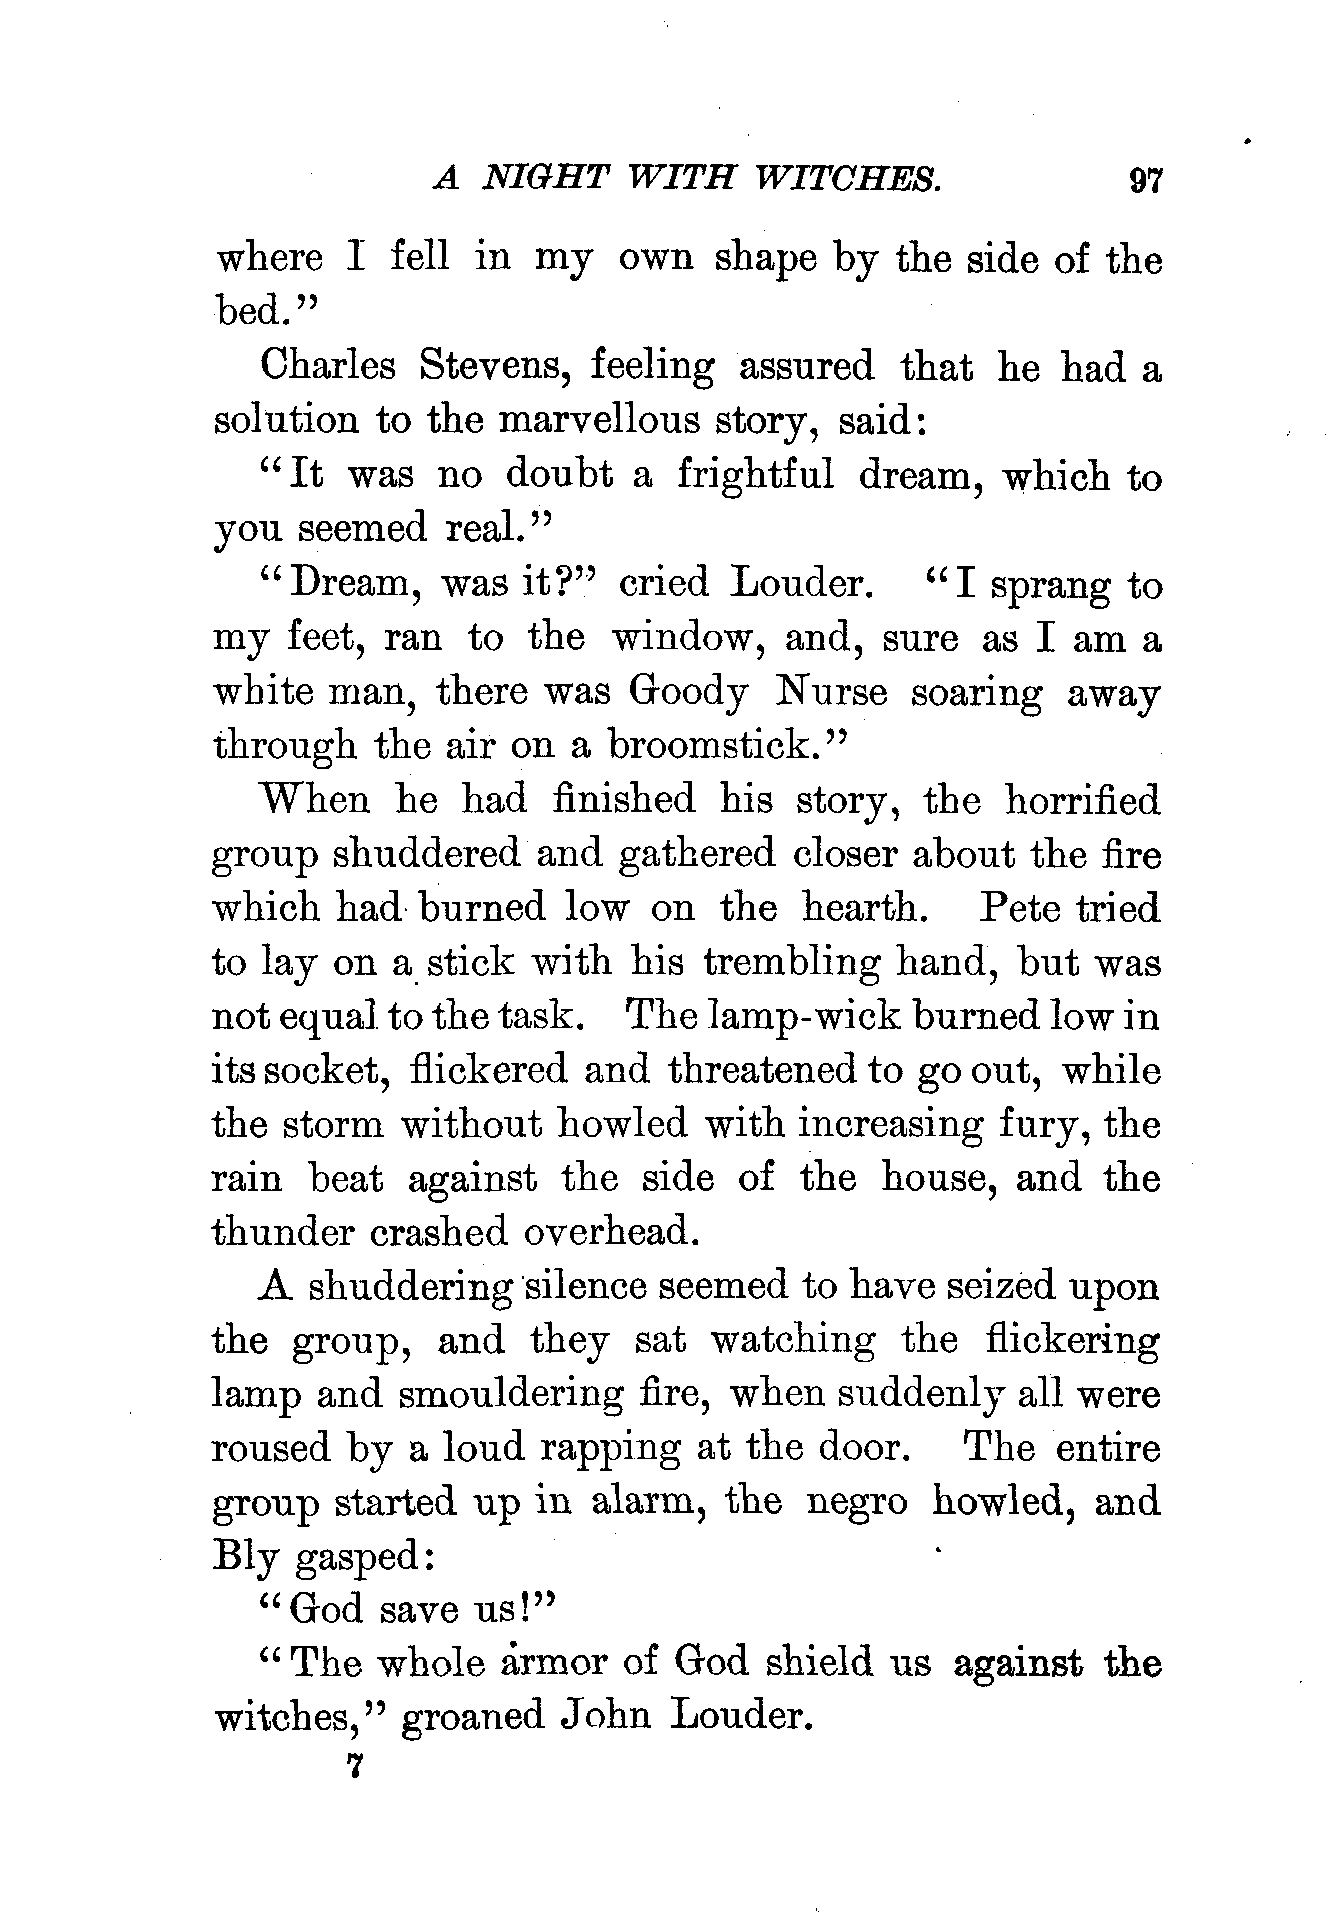 A NIGHT WITH WITCHES. 97
where I fell in my own shape by the side of the
bed."
Charles Stevens, feeling assured that he had a
solution to the marvellous story, said:
"It was no doubt a frightful dream, which to
you seemed real."
"Dream, was it?" cried Louder. "I sprang to
my feet, ran to the window, and, sure as I am a
white man, there was Goody Nurse soaring away
through the air on a broomstick."
When he had finished his story, the horrified
group shuddered and gathered closer about the fire
which had burned low on the hearth. Pete tried
to lay on a stick with his trembling hand, but was
not equal to the task. The lamp-wick burned low in
its socket, flickered and threatened to go out, while
the storm without howled with increasing fury, the
rain beat against the side of the house, and the
thunder crashed overhead.
A shuddering silence seemed to have seized upon
the group, and they sat watching the flickering
lamp and smouldering fire, when suddenly all were
roused by a loud rapping at the door. The entire
group started up in alarm, the negro howled, and
Bly gasped:
"God save us!"
"The whole armor of God shield us against the
witches," groaned John Louder.
7